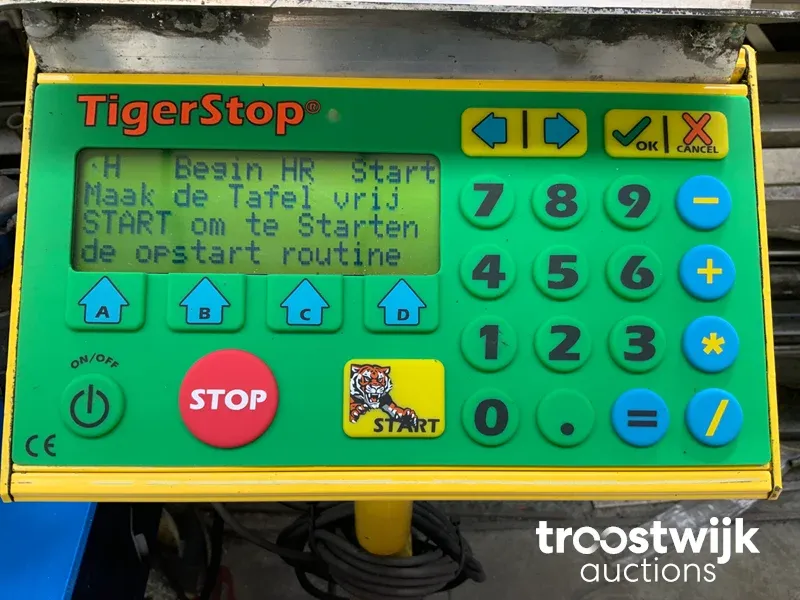 TigerStop®
‹H Begin HR Start
Maak de Tafel vrij
START om te Starten
de opstart routine
OK CANCEL
7 8 9 -
4 5 6 +
1 2 3 *
0 . = /
A B C D
ON/OFF
STOP
START
CE
troostwijk
auctions